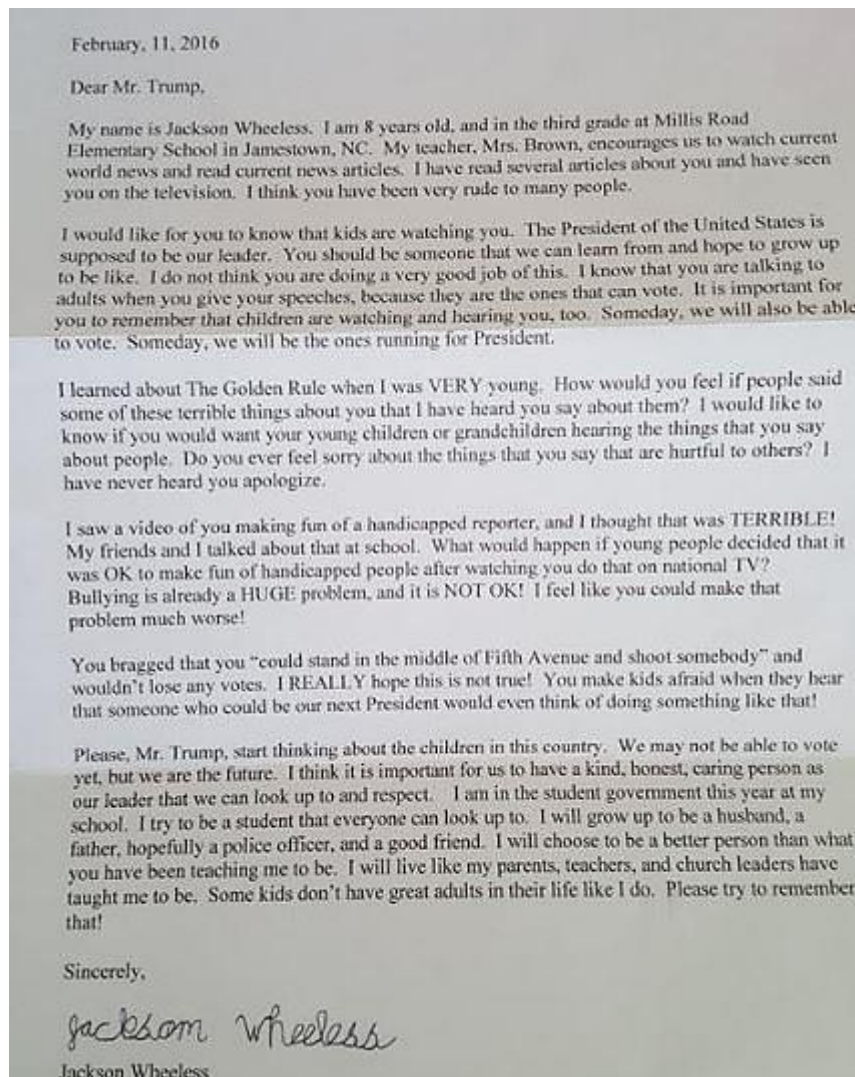 February, 11, 2016
Dear Mr. Trump,
My name is Jackson Wheeless.  I am 8 years old, and in the third grade at Millis Road
Elementary School in Jamestown, NC.  My teacher, Mrs. Brown, encourages us to watch current
world news and read current news articles.  I have read several articles about you and have seen
you on the television.  I think you have been very rude to many people.
I would like for you to know that kids are watching you.  The President of the United States is
supposed to be our leader.  You should be someone that we can learn from and hope to grow up
to be like.  I do not think you are doing a very good job of this.  I know that you are talking to
adults when you give your speeches, because they are the ones that can vote.  It is important for
you to remember that children are watching and hearing you, too.  Someday, we will also be able
to vote.  Someday, we will be the ones running for President.
I learned about The Golden Rule when I was VERY young.  How would you feel if people said
some of these terrible things about you that I have heard you say about them?  I would like to
know if you would want your young children or grandchildren hearing the things that you say
about people.  Do you ever feel sorry about the things that you say that are hurtful to others?  I
have never heard you apologize.
I saw a video of you making fun of a handicapped reporter, and I thought that was TERRIBLE!
My friends and I talked about that at school.  What would happen if young people decided that it
was OK to make fun of handicapped people after watching you do that on national TV?
Bullying is already a HUGE problem, and it is NOT OK!  I feel like you could make that
problem much worse!
You bragged that you “could stand in the middle of Fifth Avenue and shoot somebody” and
wouldn’t lose any votes.  I REALLY hope this is not true!  You make kids afraid when they hear
that someone who could be our next President would even think of doing something like that!
Please, Mr. Trump, start thinking about the children in this country.  We may not be able to vote
yet, but we are the future.  I think it is important for us to have a kind, honest, caring person as
our leader that we can look up to and respect.   I am in the student government this year at my
school.  I try to be a student that everyone can look up to.  I will grow up to be a husband, a
father, hopefully a police officer, and a good friend.  I will choose to be a better person than what
you have been teaching me to be.  I will live like my parents, teachers, and church leaders have
taught me to be.  Some kids don’t have great adults in their life like I do.  Please try to remember
that!
Sincerely,
Jackson Wheeless
Jackson Wheeless